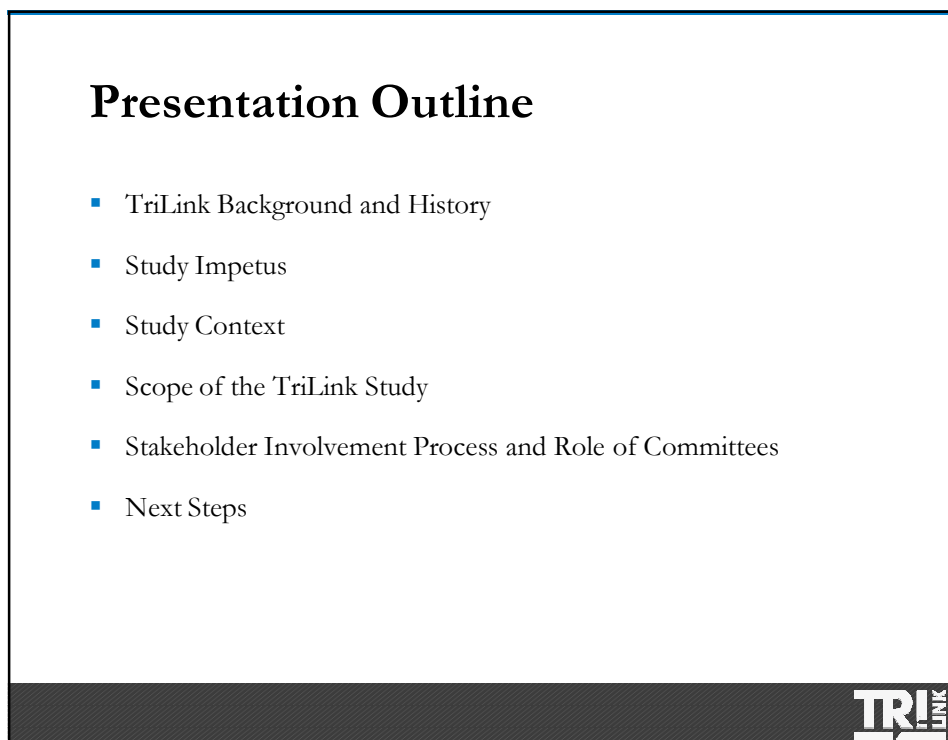 Presentation Outline
TriLink Background and History
Study Impetus
Study Context
Scope of the TriLink Study
Stakeholder Involvement Process and Role of Committees
Next Steps
TRI
LINK